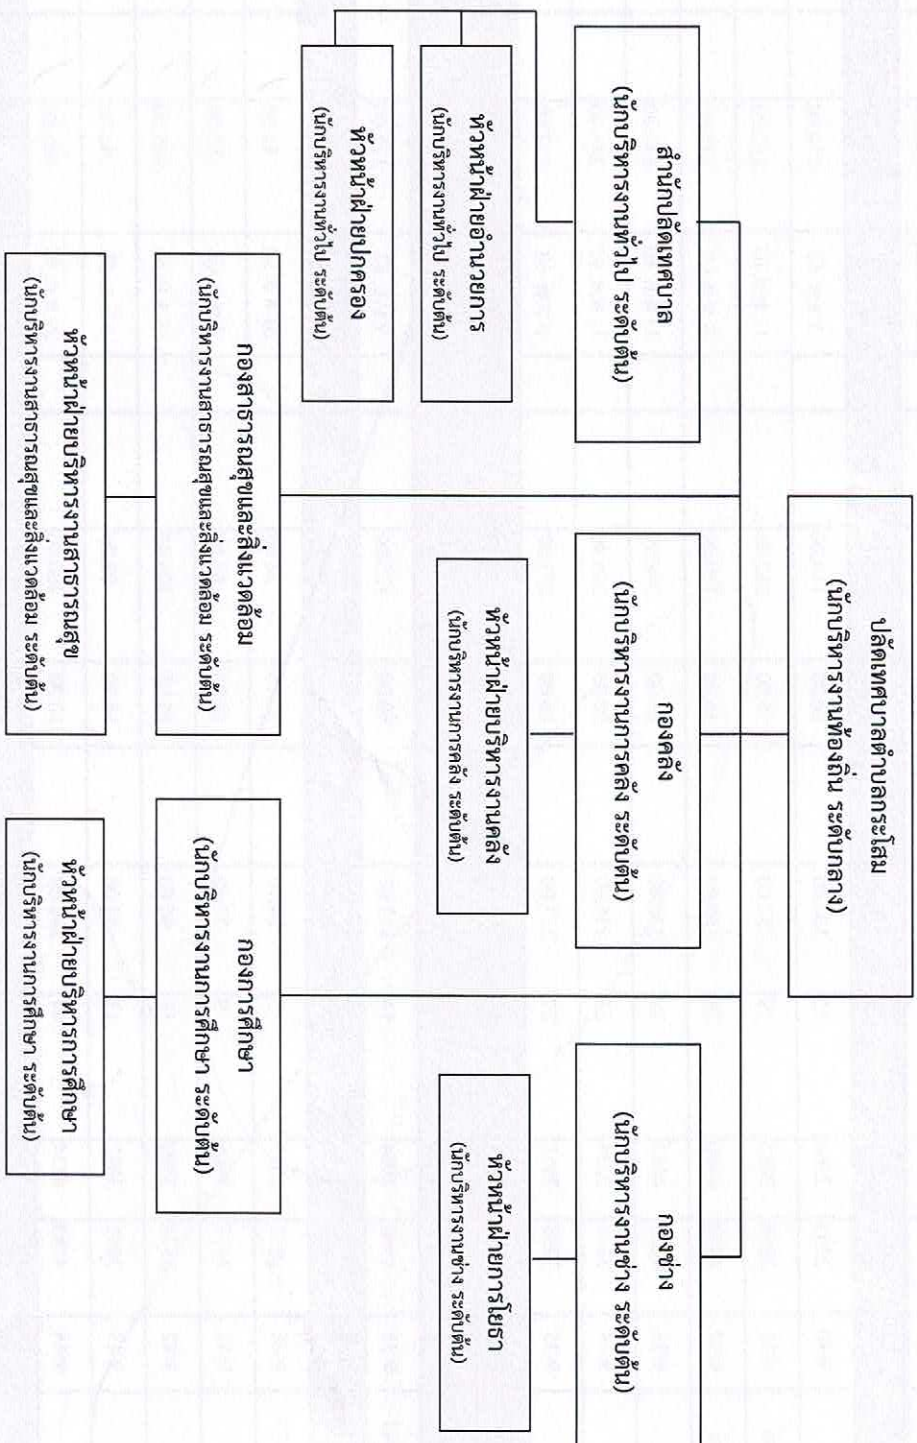 ปลัดเทศบาลตำบลกระโสม
(นักบริหารงานท้องถิ่น ระดับกลาง)
สำนักปลัดเทศบาล
(นักบริหารงานทั่วไป ระดับต้น)
กองคลัง
(นักบริหารงานการคลัง ระดับต้น)
กองช่าง
(นักบริหารงานช่าง ระดับต้น)
หัวหน้าฝ่ายอำนวยการ
(นักบริหารงานทั่วไป ระดับต้น)
หัวหน้าฝ่ายบริหารงานคลัง
(นักบริหารงานการคลัง ระดับต้น)
หัวหน้าฝ่ายการโยธา
(นักบริหารงานช่าง ระดับต้น)
หัวหน้าฝ่ายปกครอง
(นักบริหารงานทั่วไป ระดับต้น)
กองสาธารณสุขและสิ่งแวดล้อม
(นักบริหารงานสาธารณสุขและสิ่งแวดล้อม ระดับต้น)
กองการศึกษา
(นักบริหารงานการศึกษา ระดับต้น)
หัวหน้าฝ่ายบริหารงานสาธารณสุข
(นักบริหารงานสาธารณสุขและสิ่งแวดล้อม ระดับต้น)
หัวหน้าฝ่ายบริหารการศึกษา
(นักบริหารงานการศึกษา ระดับต้น)